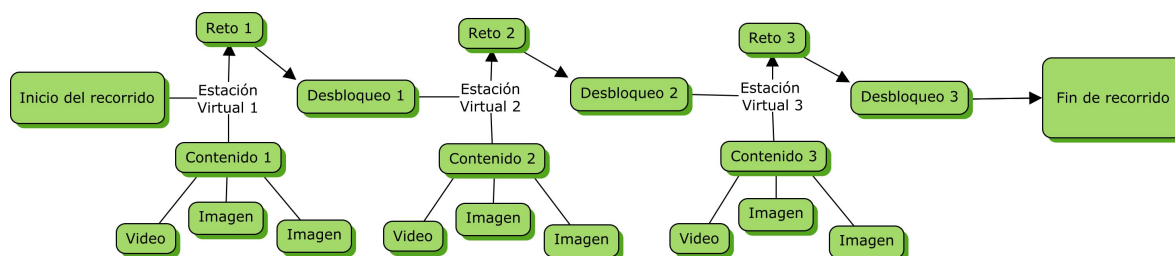 Reto 1
Reto 2
Reto 3
Inicio del recorrido
Estación
Virtual 1
Desbloqueo 1
Estación
Virtual 2
Desbloqueo 2
Estación
Virtual 3
Desbloqueo 3
Fin de recorrido
Contenido 1
Contenido 2
Contenido 3
Video
Imagen
Imagen
Video
Imagen
Imagen
Video
Imagen
Imagen